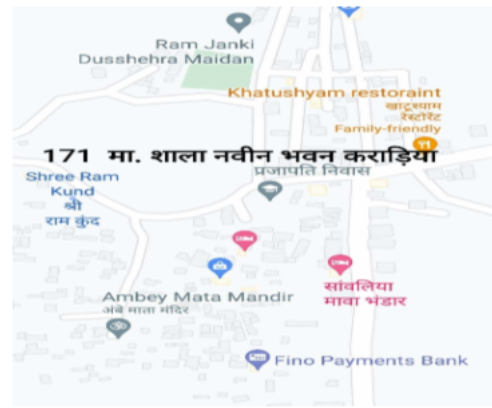 Ram Janki
Dusshehra Maidan
Khatushyam restoraint
खाटूश्याम
रेस्टोरेंट
Family-friendly
171 मा. शाला नवीन भवन कराड़िया
प्रजापति निवास
Shree Ram
Kund
श्री
राम कुंद
सांवलिया
मावा भंडार
Ambey Mata Mandir
अंबे माता मंदिर
Fino Payments Bank